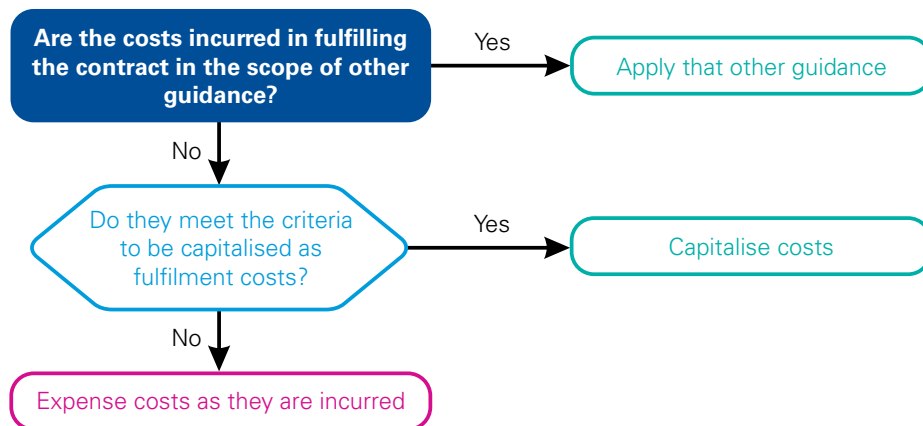 Are the costs incurred in fulfilling
the contract in the scope of other
guidance?
Yes
Apply that other guidance
No
Do they meet the criteria
to be capitalised as
fulfilment costs?
Yes
Capitalise costs
No
Expense costs as they are incurred